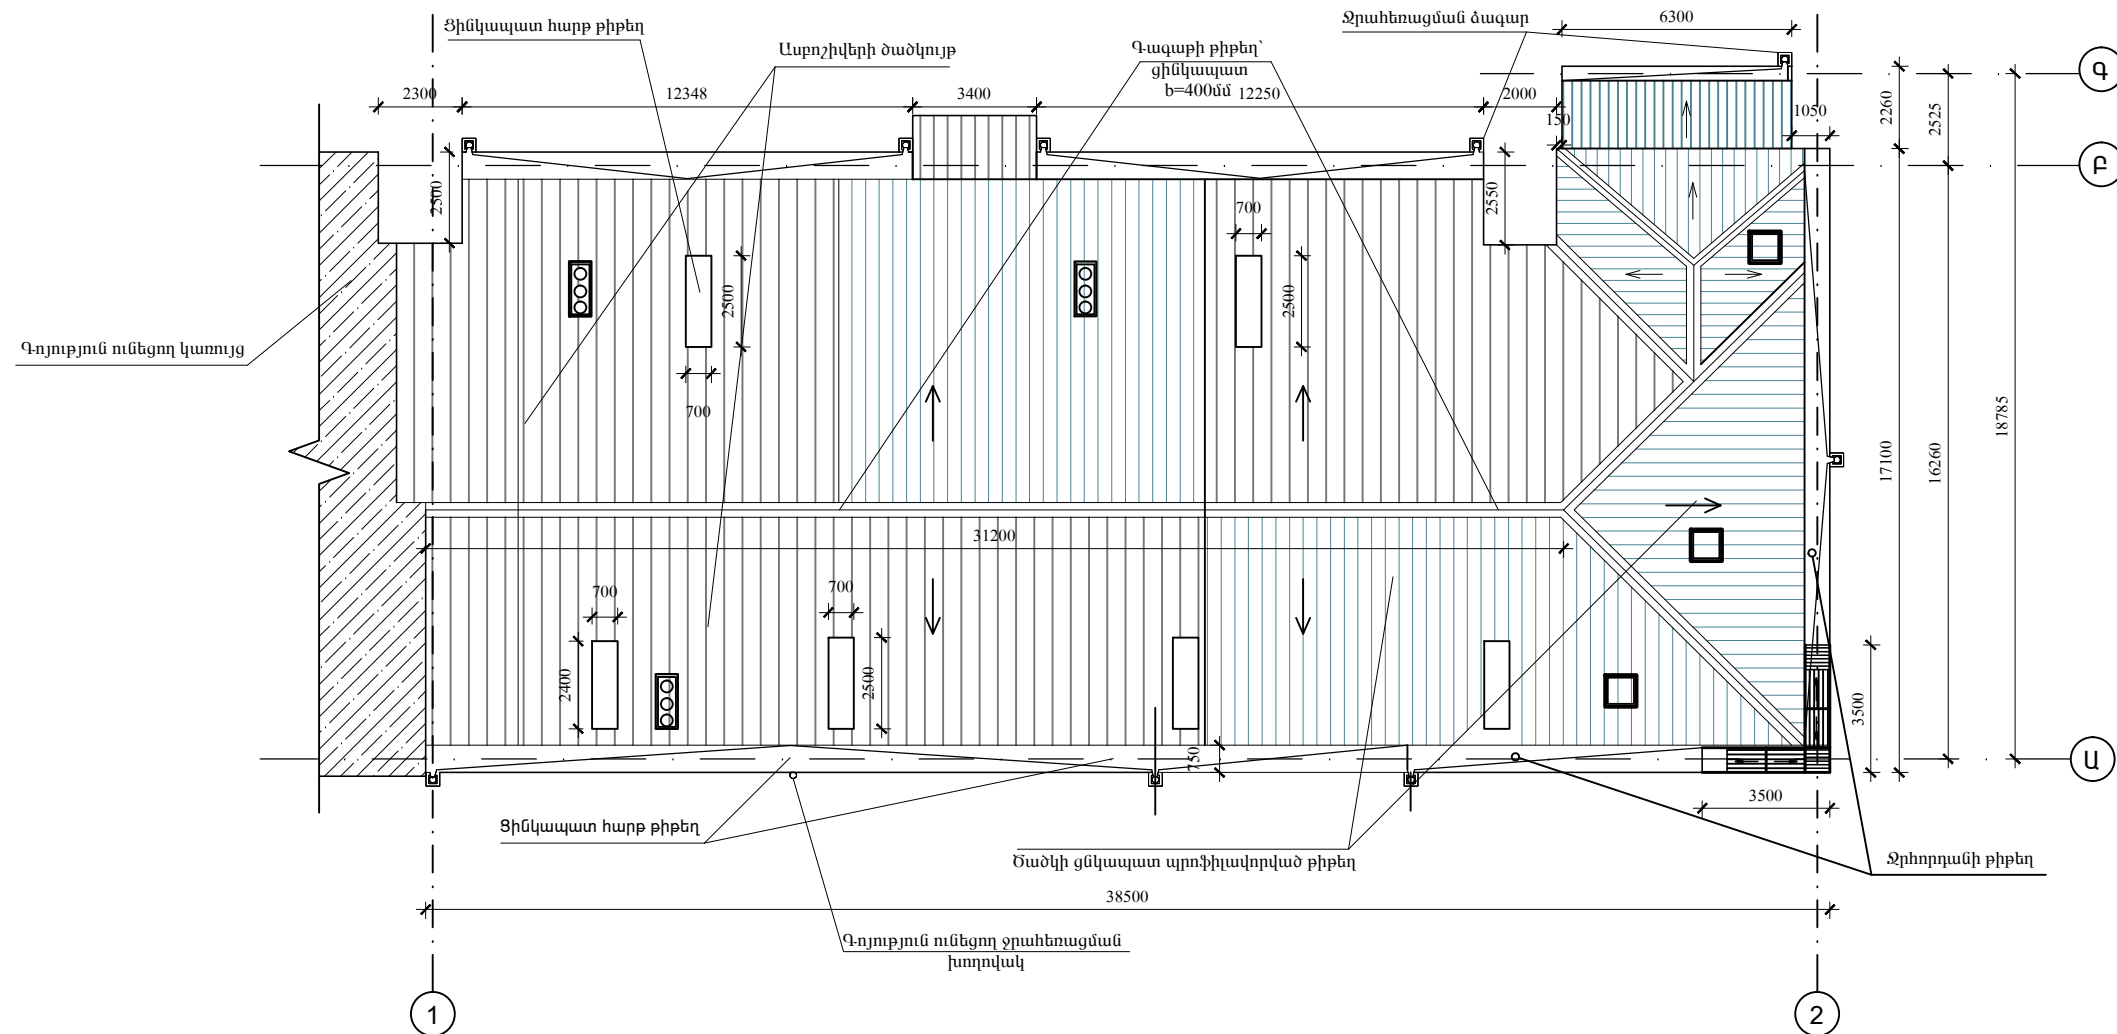 Ցինկապատ հարթ թիթեղ
Ասբոշիվերի ծածկույթ
Գագաթի թիթեղ՝
ցինկապատ
b=400մմ
Ջրահեռացման ձագար
6300
Գ
2300
12348
3400
12250
2000
150
1050
2260
2525
Բ
2500
2550
700
2500
2500
700
Գոյություն ունեցող կառույց
18785
17100
16260
31200
700
700
2400
2500
750
3500
Ա
3500
Ցինկապատ հարթ թիթեղ
Ծածկի ցնկապատ պրոֆիլավորված թիթեղ
Ջրհորդանի թիթեղ
38500
Գոյություն ունեցող ջրահեռացման
խողովակ
1
2